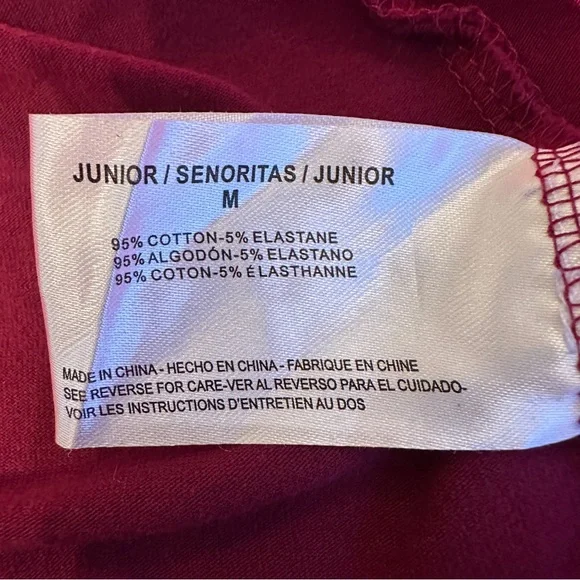 JUNIOR / SENORITAS / JUNIOR
M
95% COTTON-5% ELASTANE
95% ALGODÓN-5% ELASTANO
95% COTON-5% ÉLASTHANNE
MADE IN CHINA - HECHO EN CHINA - FABRIQUE EN CHINE
SEE REVERSE FOR CARE-VER AL REVERSO PARA EL CUIDADO-
VOIR LES INSTRUCTIONS D'ENTRETIEN AU DOS